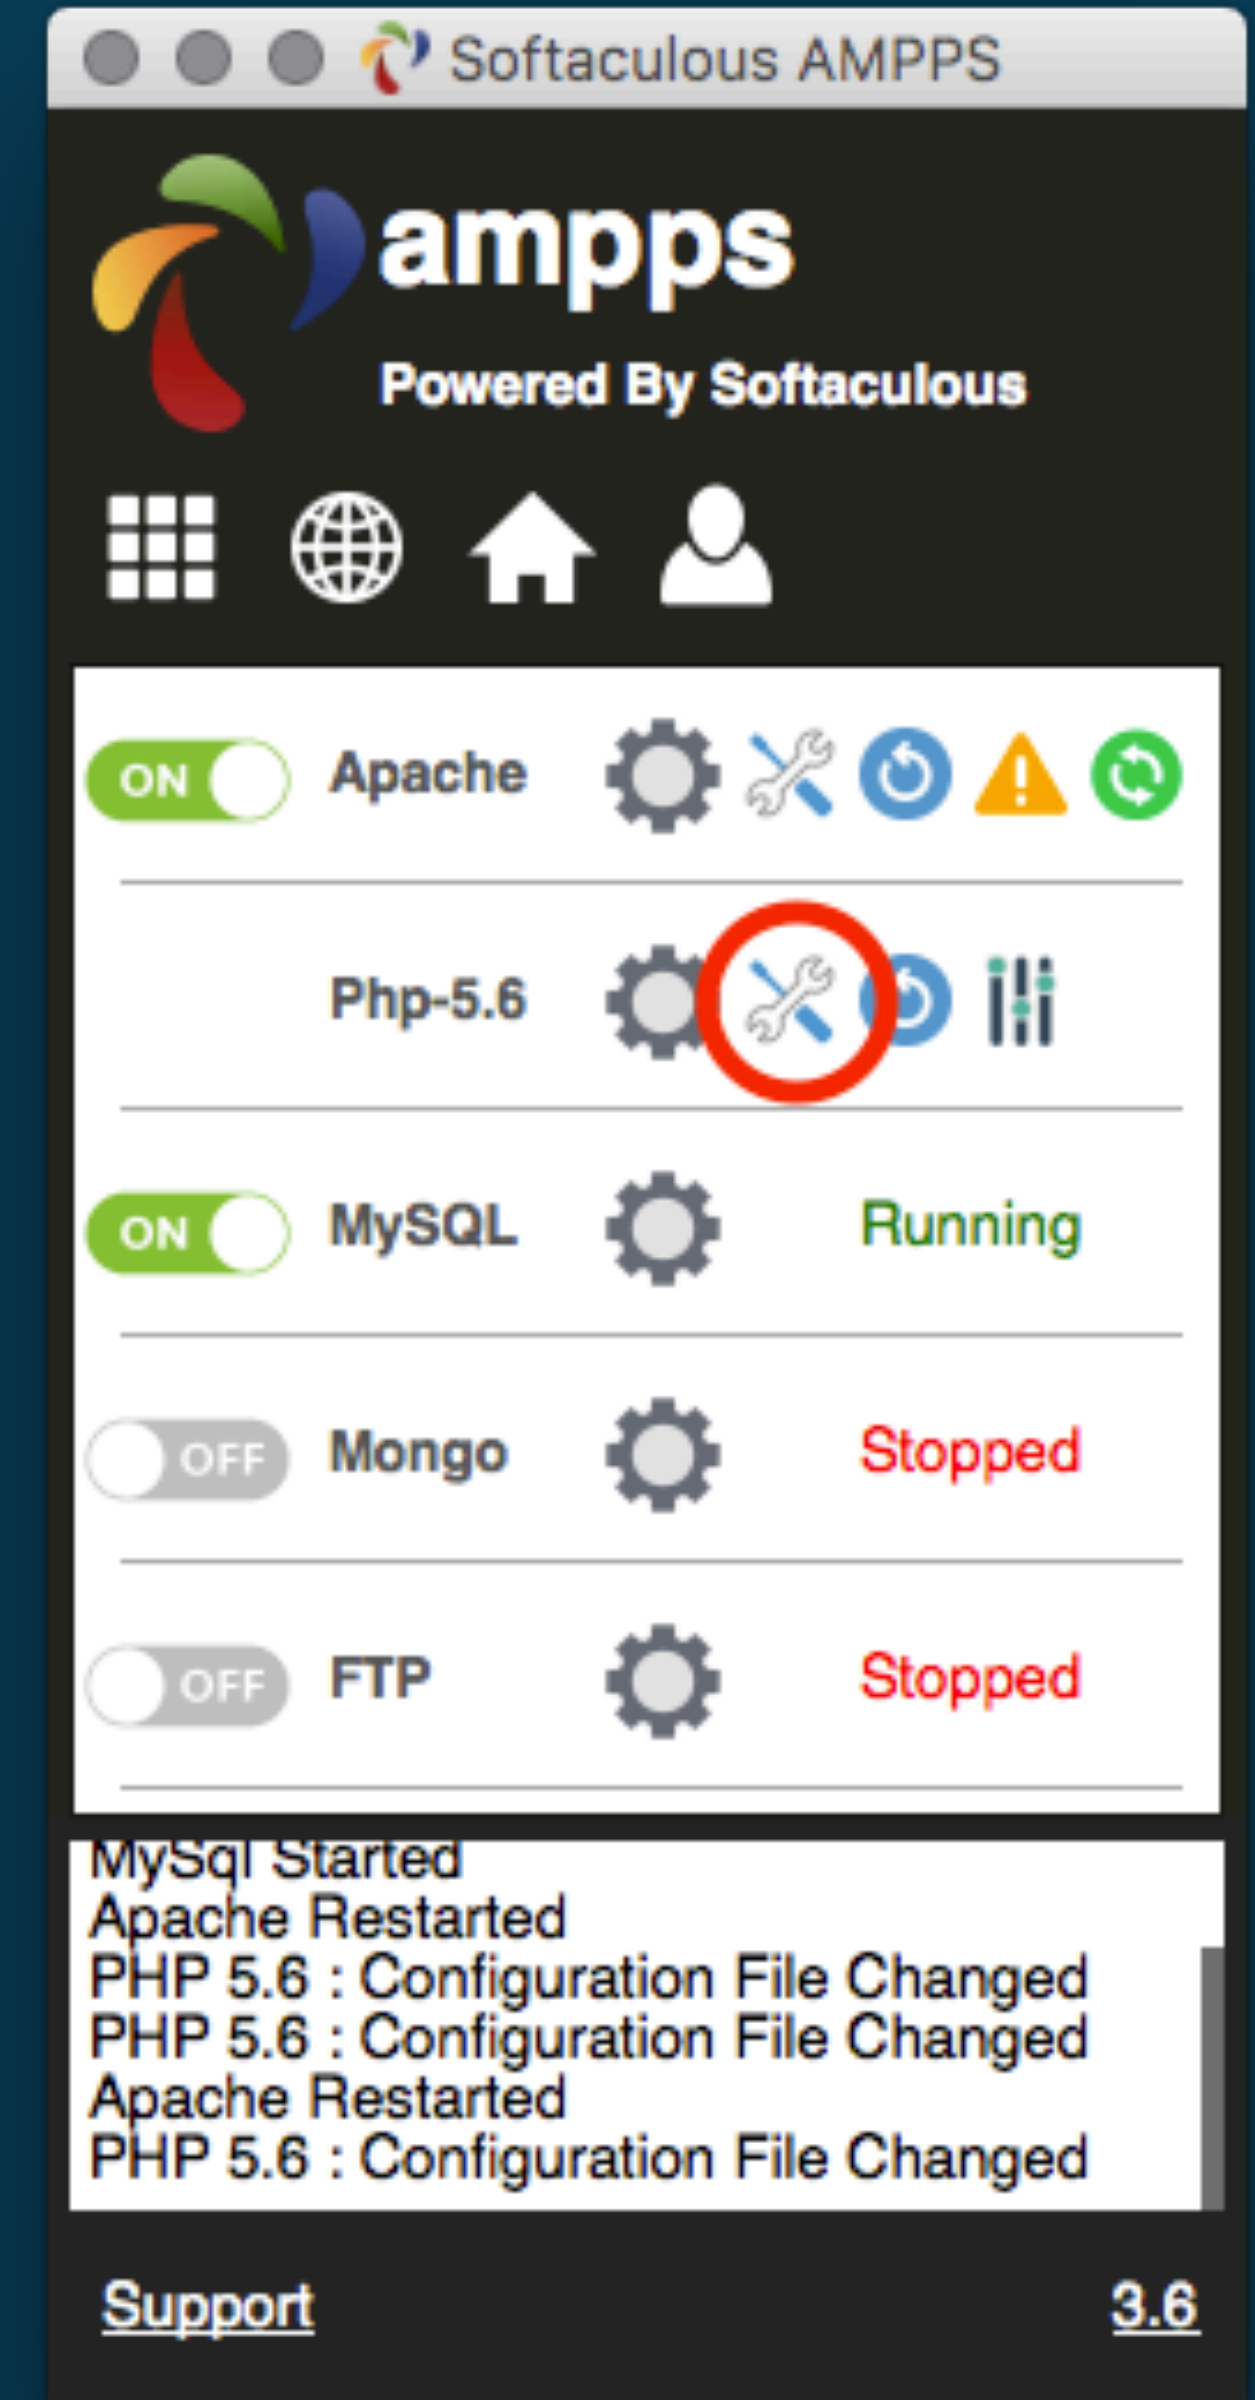 Softaculous AMPPS
ampps
Powered By Softaculous
ON Apache
Php-5.6
ON MySQL Running
OFF Mongo Stopped
OFF FTP Stopped
MySql Started
Apache Restarted
PHP 5.6 : Configuration File Changed
PHP 5.6 : Configuration File Changed
Apache Restarted
PHP 5.6 : Configuration File Changed
Support 3.6